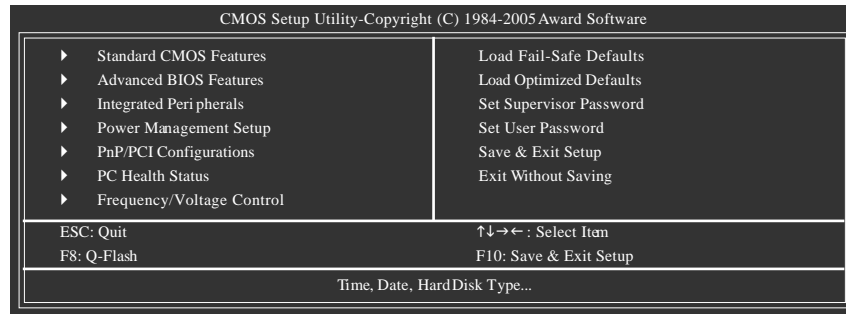 CMOS Setup Utility-Copyright (C) 1984-2005 Award Software
Standard CMOS Features
Advanced BIOS Features
Integrated Peripherals
Power Management Setup
PnP/PCI Configurations
PC Health Status
Frequency/Voltage Control
Load Fail-Safe Defaults
Load Optimized Defaults
Set Supervisor Password
Set User Password
Save & Exit Setup
Exit Without Saving
ESC: Quit
F8: Q-Flash
↑↓→←: Select Item
F10: Save & Exit Setup
Time, Date, Hard Disk Type...